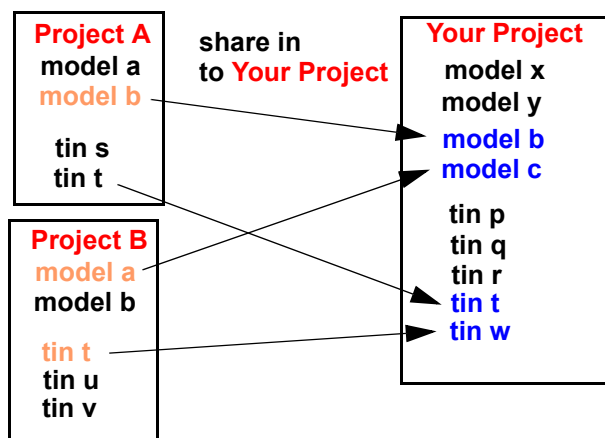 Project A
model a
model b
tin s
tin t
share in
to Your Project
Project B
model a
model b
tin t
tin u
tin v
Your Project
model x
model y
model b
model c
tin p
tin q
tin r
tin t
tin w